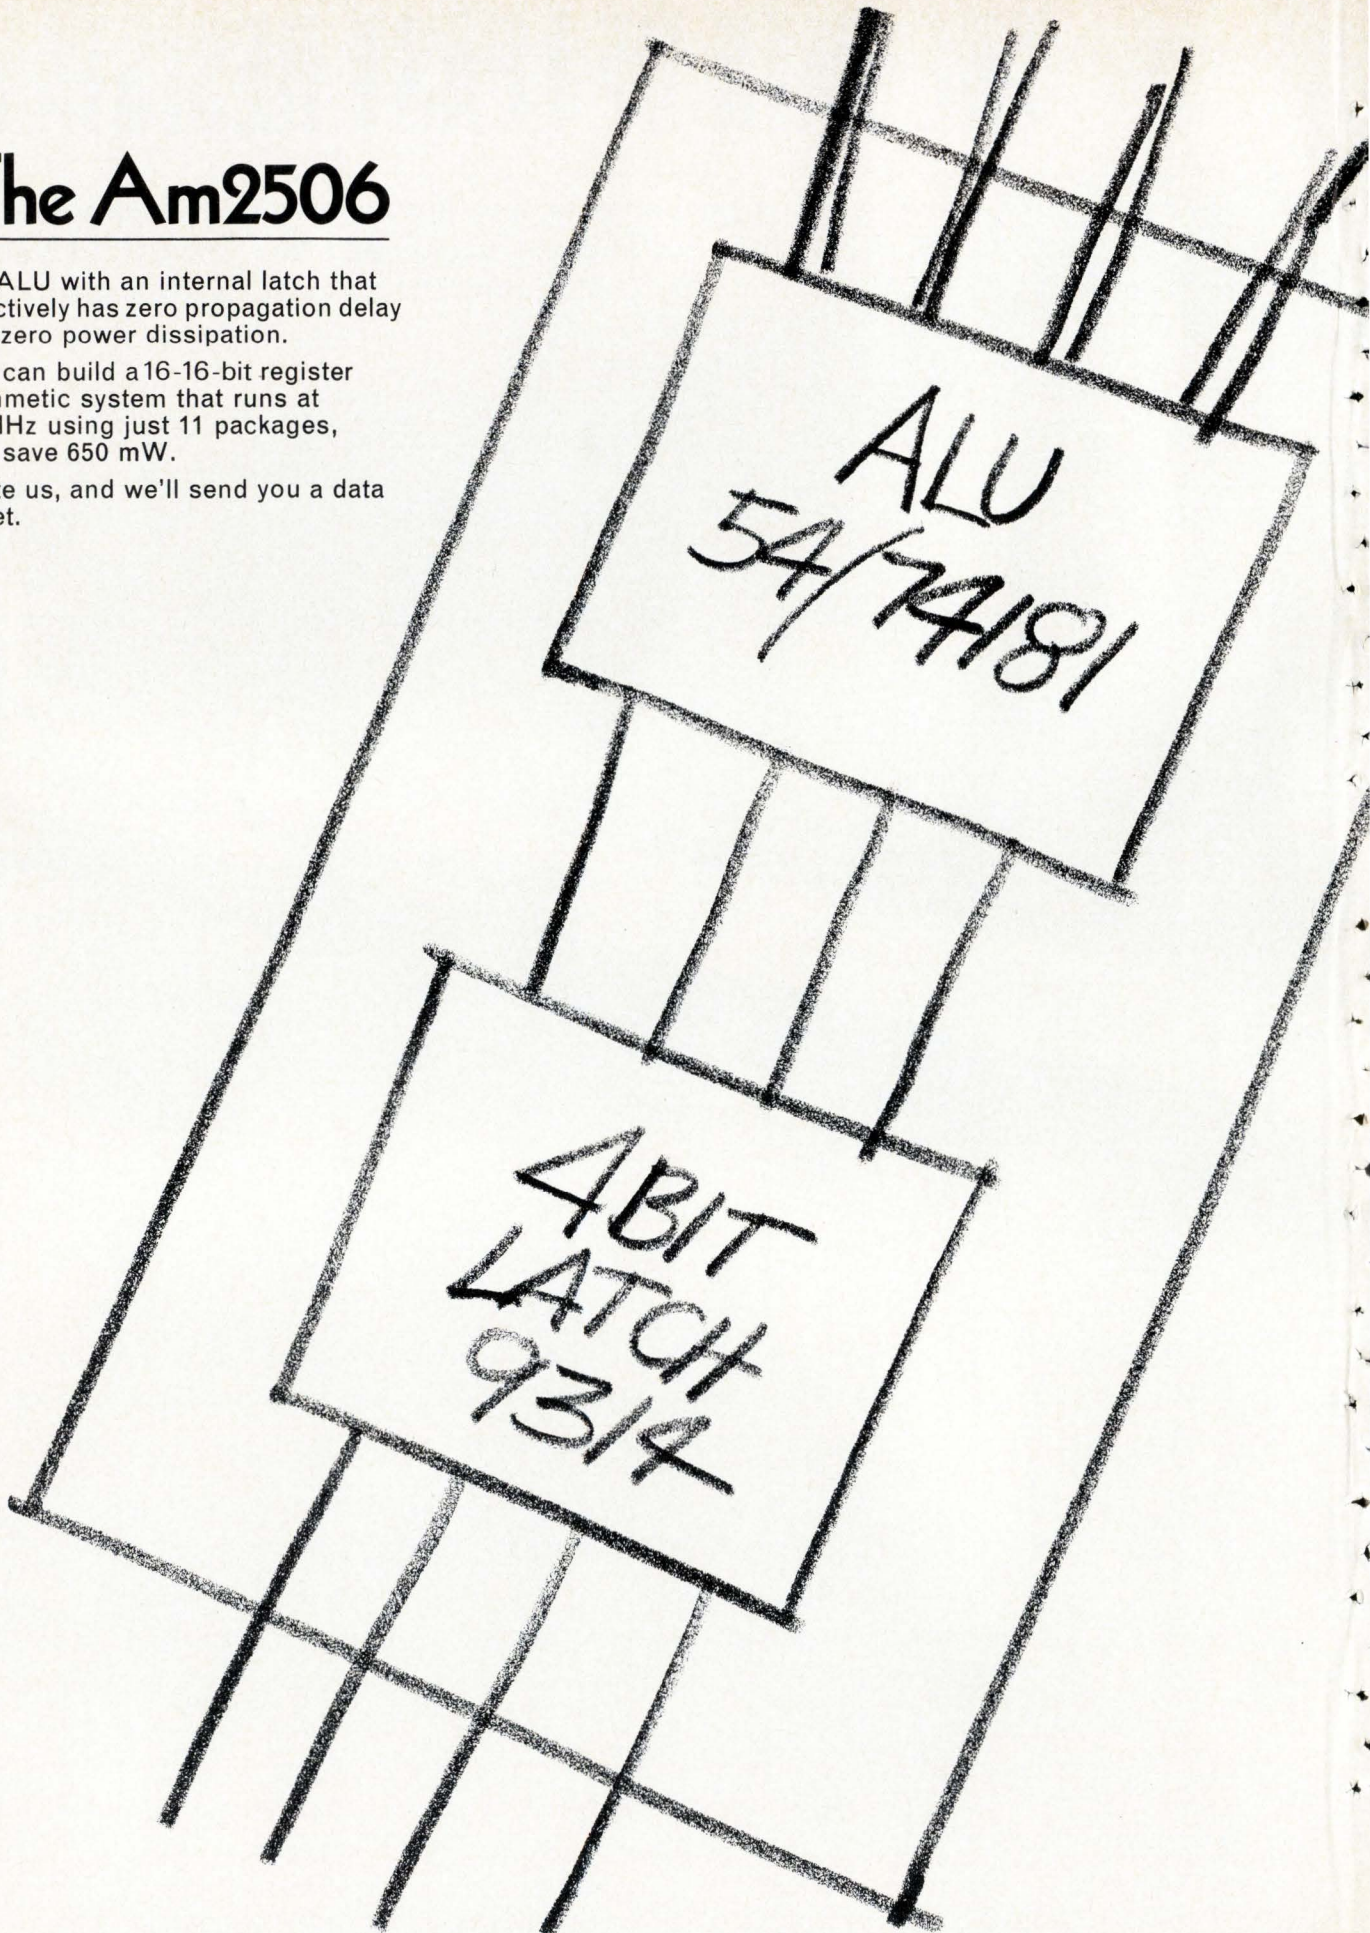 he Am2506
ALU with an internal latch that
ctively has zero propagation delay
zero power dissipation.
can build a 16-16-bit register
metic system that runs at
Hz using just 11 packages,
save 650 mW.
e us, and we'll send you a data
et.
ALU
54/74181
4 BIT
LATCH
9314